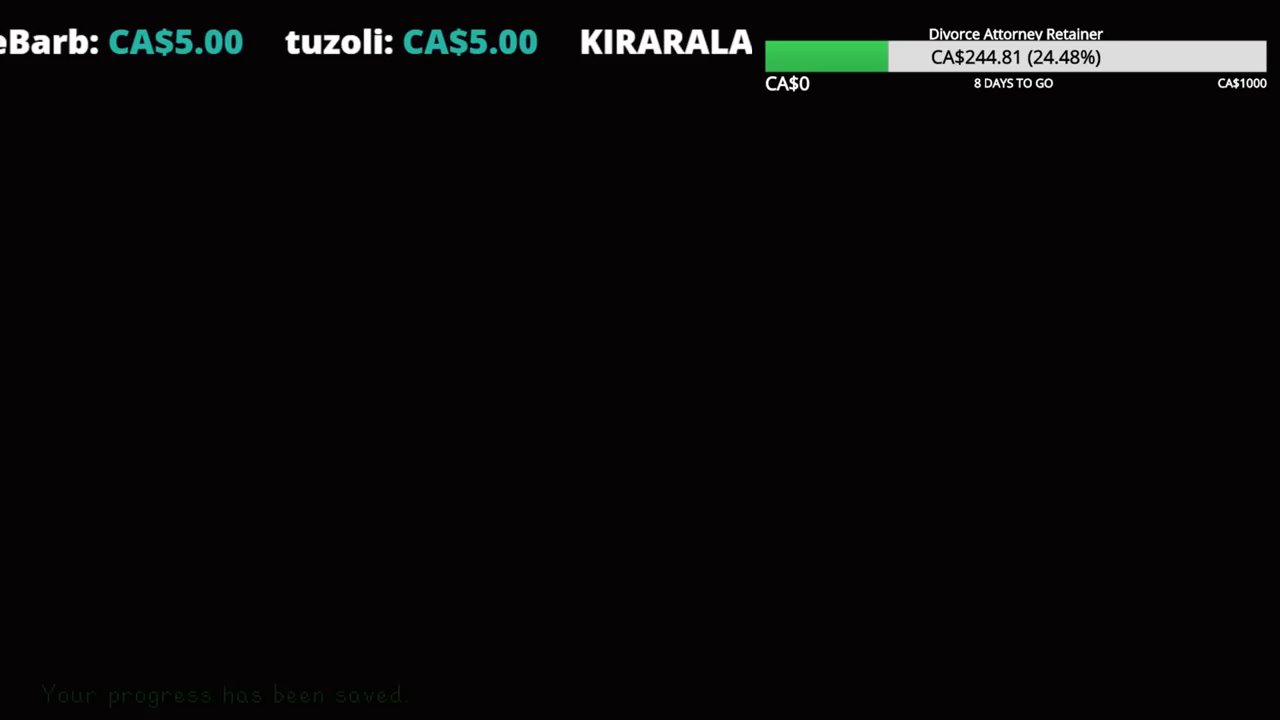 eBarb: CA$5.00 tuzoli: CA$5.00 KIRARALA
Divorce Attorney Retainer
CA$244.81 (24.48%)
CA$0 8 DAYS TO GO CA$1000
Your progress has been saved.